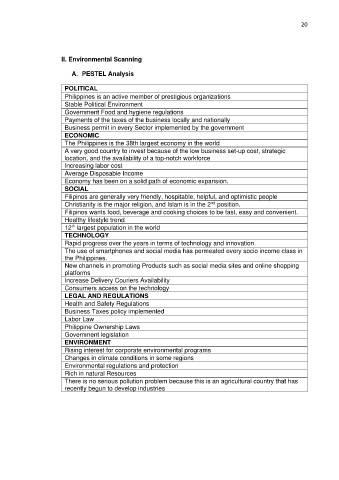 20
II. Environmental Scanning
A. PESTEL Analysis
POLITICAL
Philippines is an active member of prestigious organizations
Stable Political Environment
Government Food and hygiene regulations
Payments of the taxes of the business locally and nationally
Business permit in every Sector implemented by the government
ECONOMIC
The Philippines is the 38th largest economy in the world
A very good country to invest because of the low business set-up cost, strategic
location, and the availability of a top-notch workforce
Increasing labor cost
Average Disposable Income
Economy has been on a solid path of economic expansion.
SOCIAL
Filipinos are generally very friendly, hospitable, helpful, and optimistic people
Christianity is the major religion, and Islam is in the 2nd position.
Filipinos wants food, beverage and cooking choices to be fast, easy and convenient.
Healthy lifestyle trend
12th largest population in the world
TECHNOLOGY
Rapid progress over the years in terms of technology and innovation.
The use of smartphones and social media has permeated every socio income class in
the Philippines.
New channels in promoting Products such as social media sites and online shopping
platforms
Increase Delivery Couriers Availability
Consumers access on the technology
LEGAL AND REGULATIONS
Health and Safety Regulations
Business Taxes policy implemented
Labor Law
Philippine Ownership Laws
Government legislation
ENVIRONMENT
Rising interest for corporate environmental programs
Changes in climate conditions in some regions
Environmental regulations and protection
Rich in natural Resources
There is no serious pollution problem because this is an agricultural country that has
recently begun to develop industries